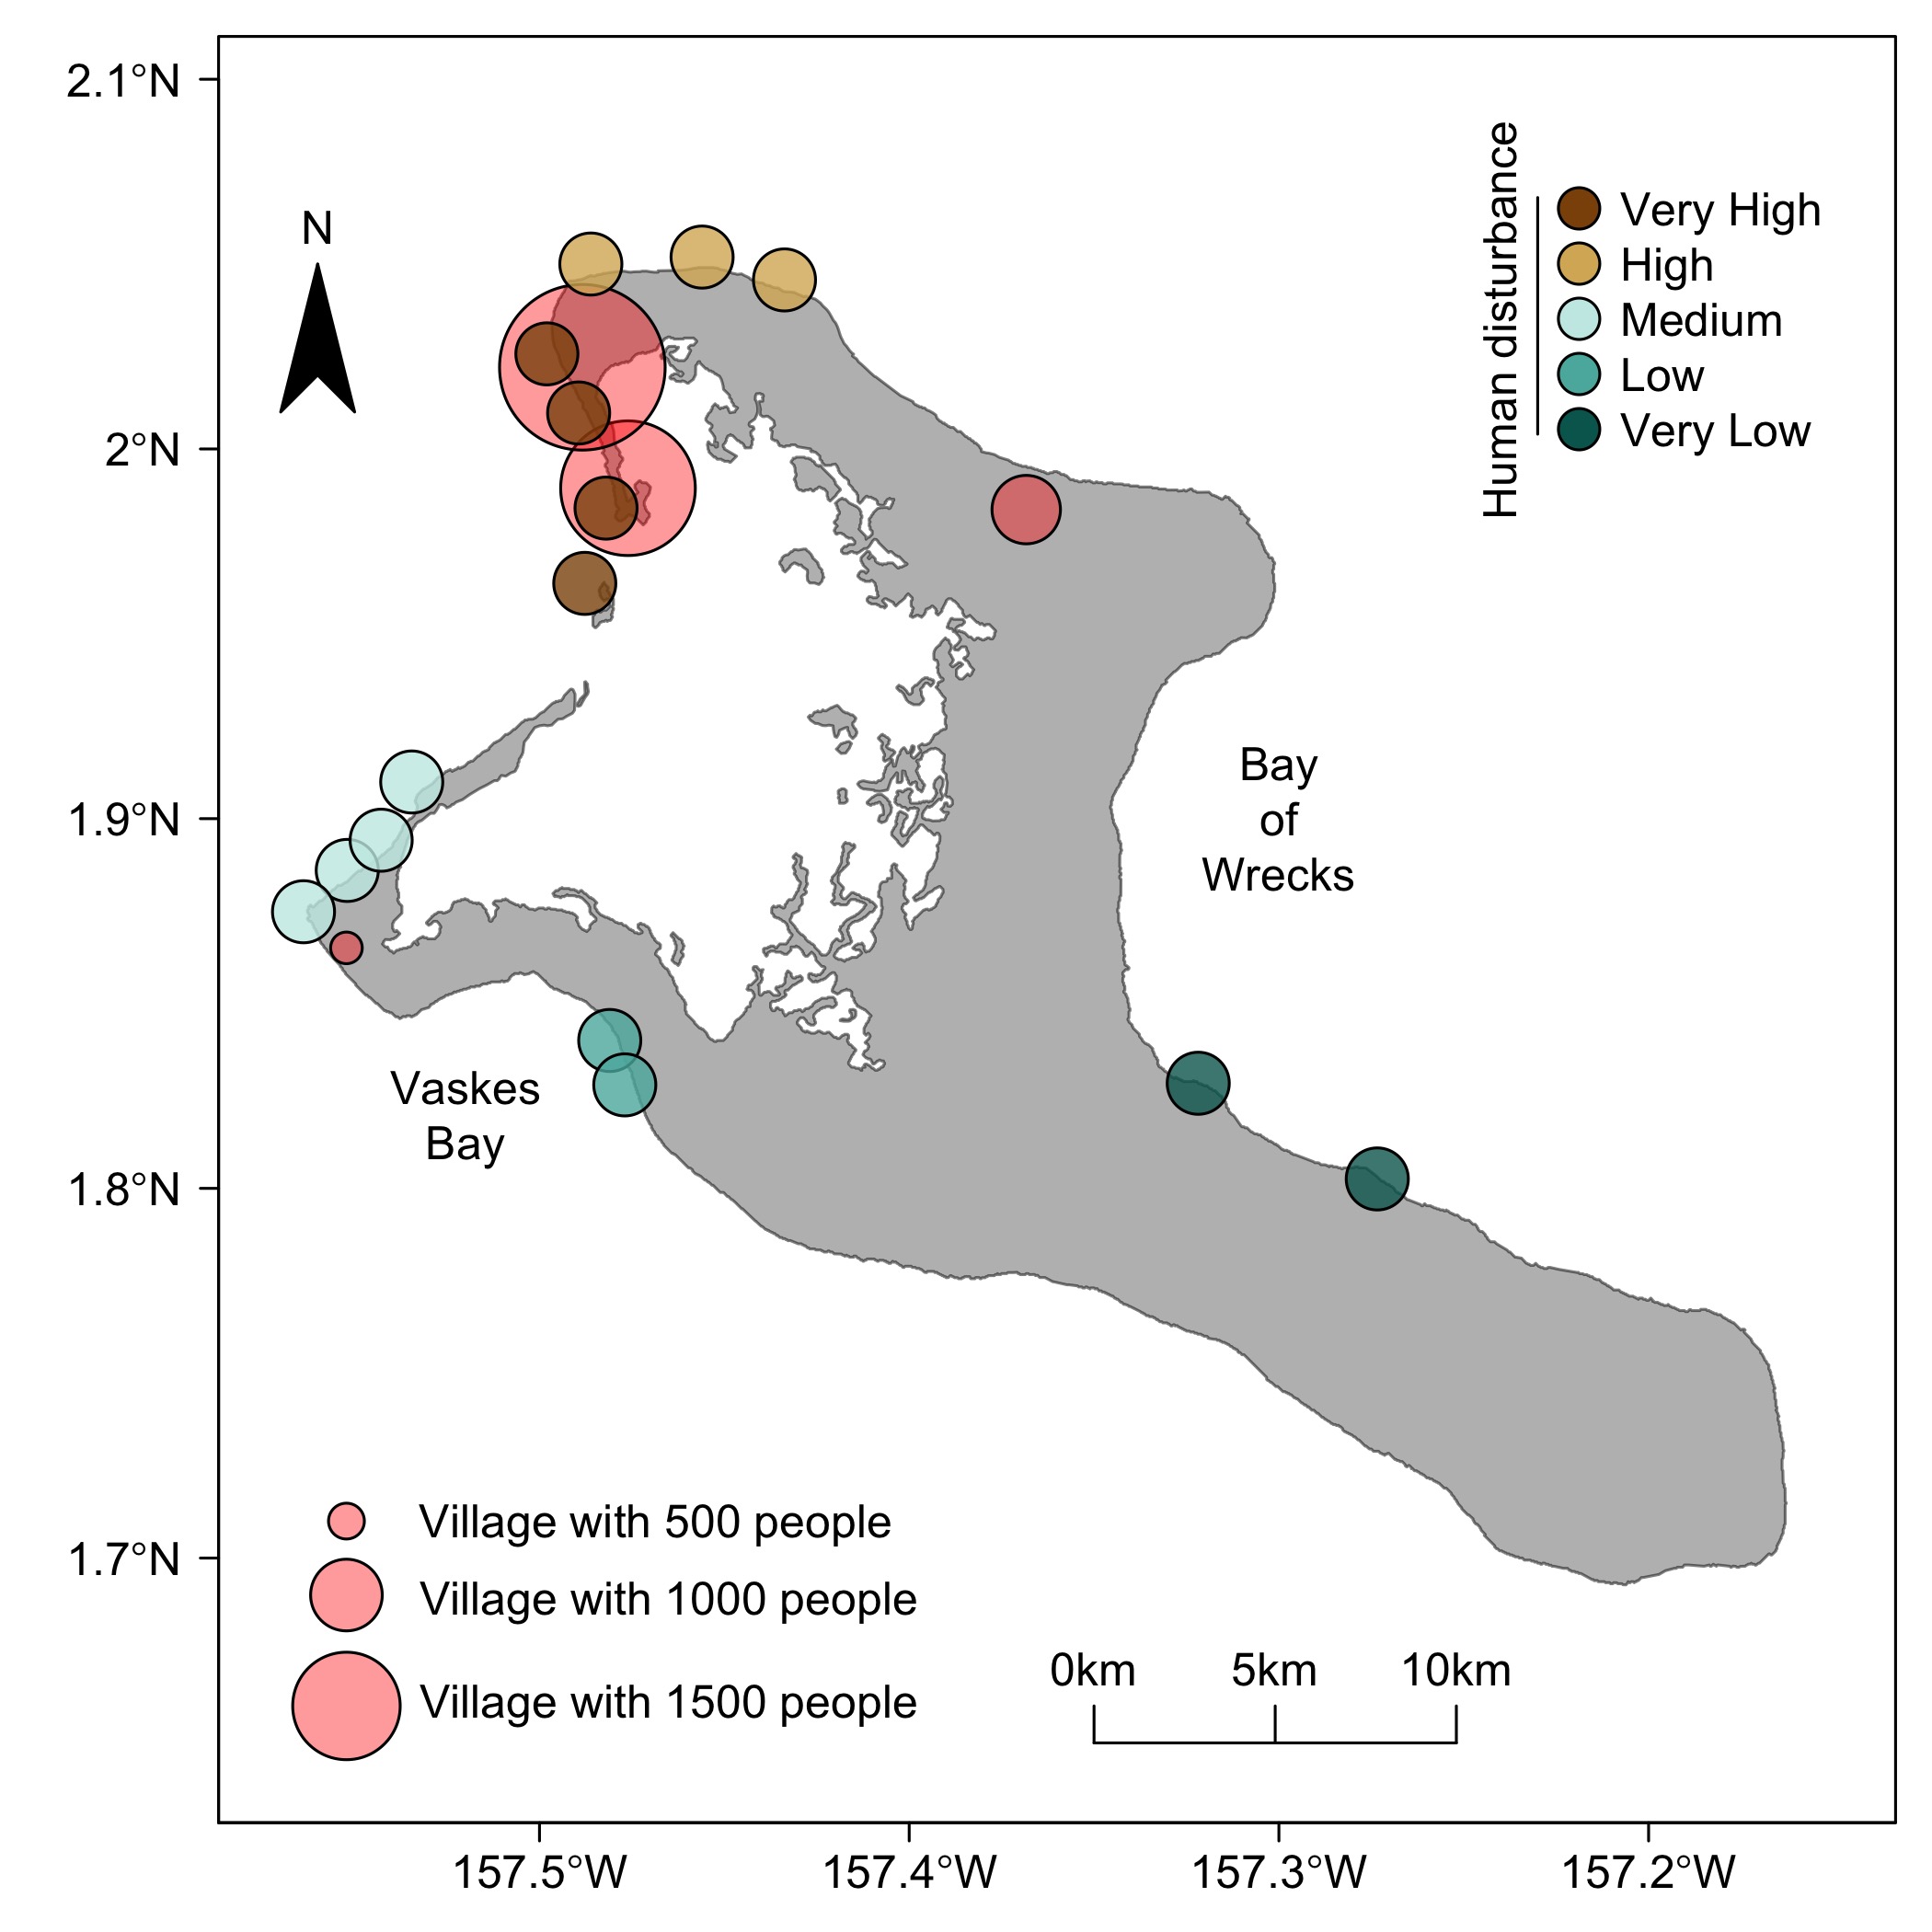 2.1°N
2°N
1.9°N
1.8°N
1.7°N
N
Human disturbance
Very High
High
Medium
Low
Very Low
Bay
of
Wrecks
Vaskes
Bay
Village with 500 people
Village with 1000 people
Village with 1500 people
0km 5km 10km
157.5°W 157.4°W 157.3°W 157.2°W